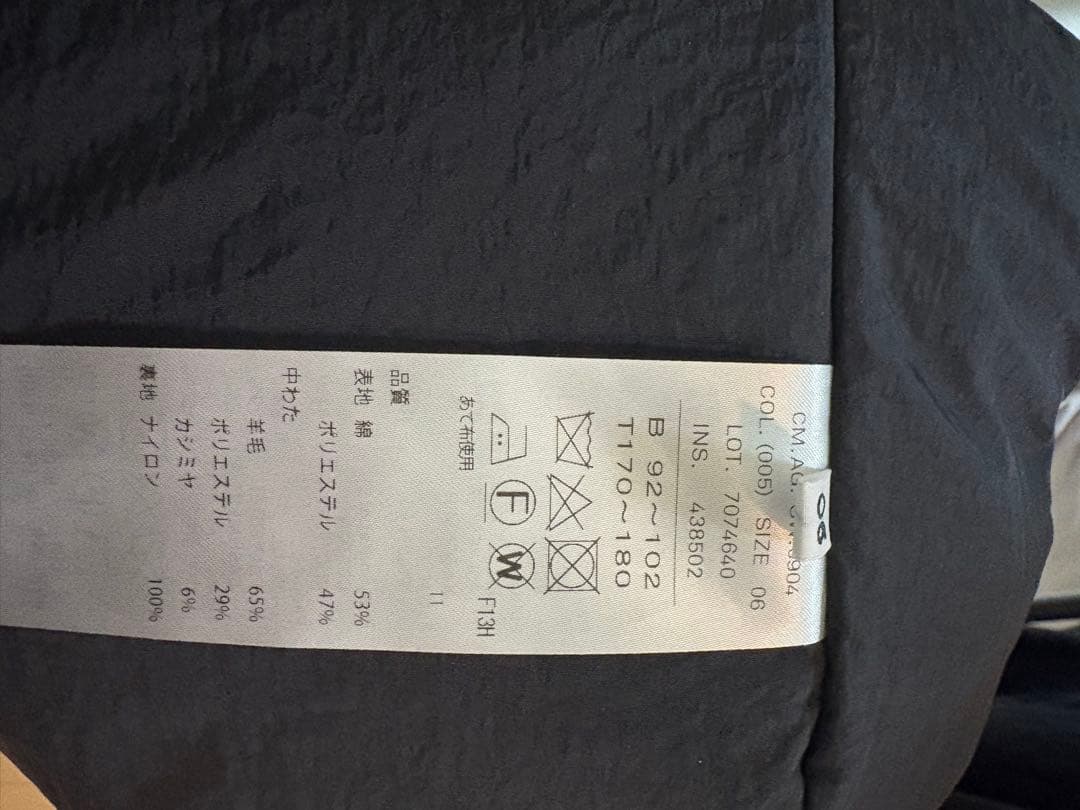 06
CM.AG. 0904
COL. (005) SIZE 06
LOT. 7074640
INS. 438502
B 92～102
T170～180
F
W
F13H
あて布使用
11
品質
表地 綿 53%
ポリエステル 47%
中わた
羊毛 65%
ポリエステル 29%
カシミヤ 6%
裏地 ナイロン 100%